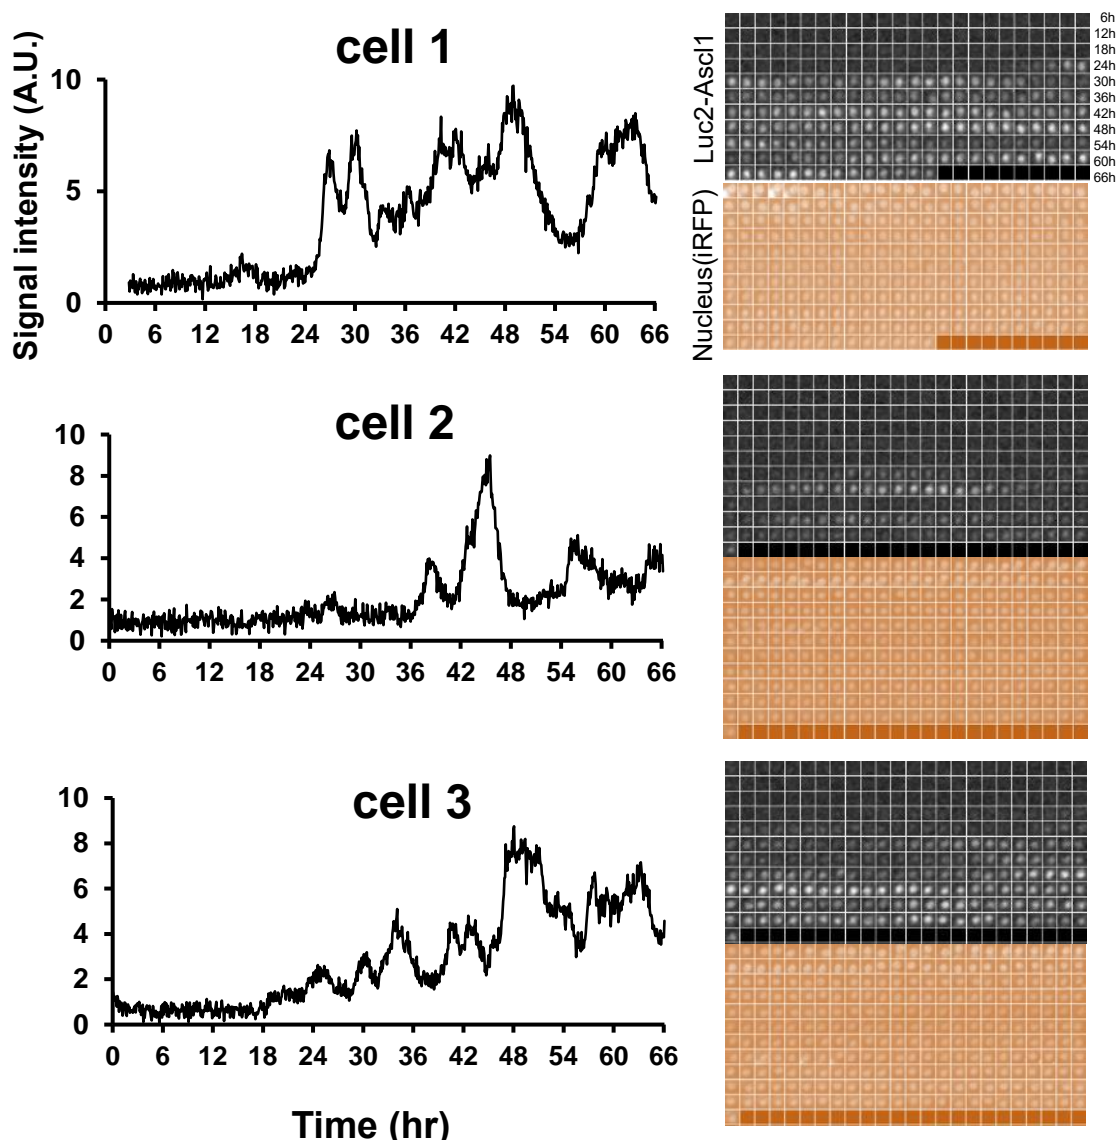 cell 1
Signal intensity (A.U.)
10
5
0
0 6 12 18 24 30 36 42 48 54 60 66
Luc2-Ascl1
6h
12h
18h
24h
30h
36h
42h
48h
54h
60h
66h
Nucleus(iRFP)
cell 2
10
8
6
4
2
0
0 6 12 18 24 30 36 42 48 54 60 66
cell 3
10
8
6
4
2
0
0 6 12 18 24 30 36 42 48 54 60 66
Time (hr)